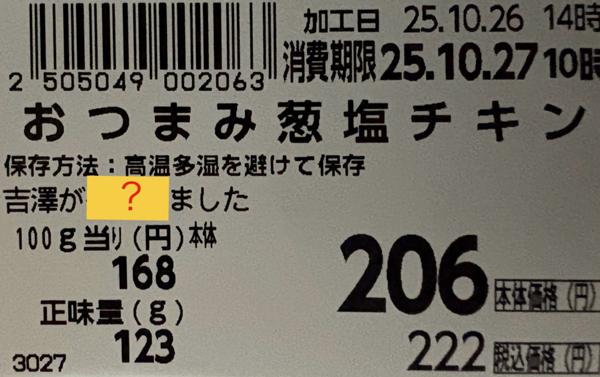 加工日 25.10.26 14時
消費期限 25.10.27 10時
2 505049 002063
おつまみ葱塩チキン
保存方法：高温多湿を避けて保存
吉澤が ? ました
100g当り(円)本体
168
206 本体価格(円)
正味量(g)
123
222 税込価格(円)
3027